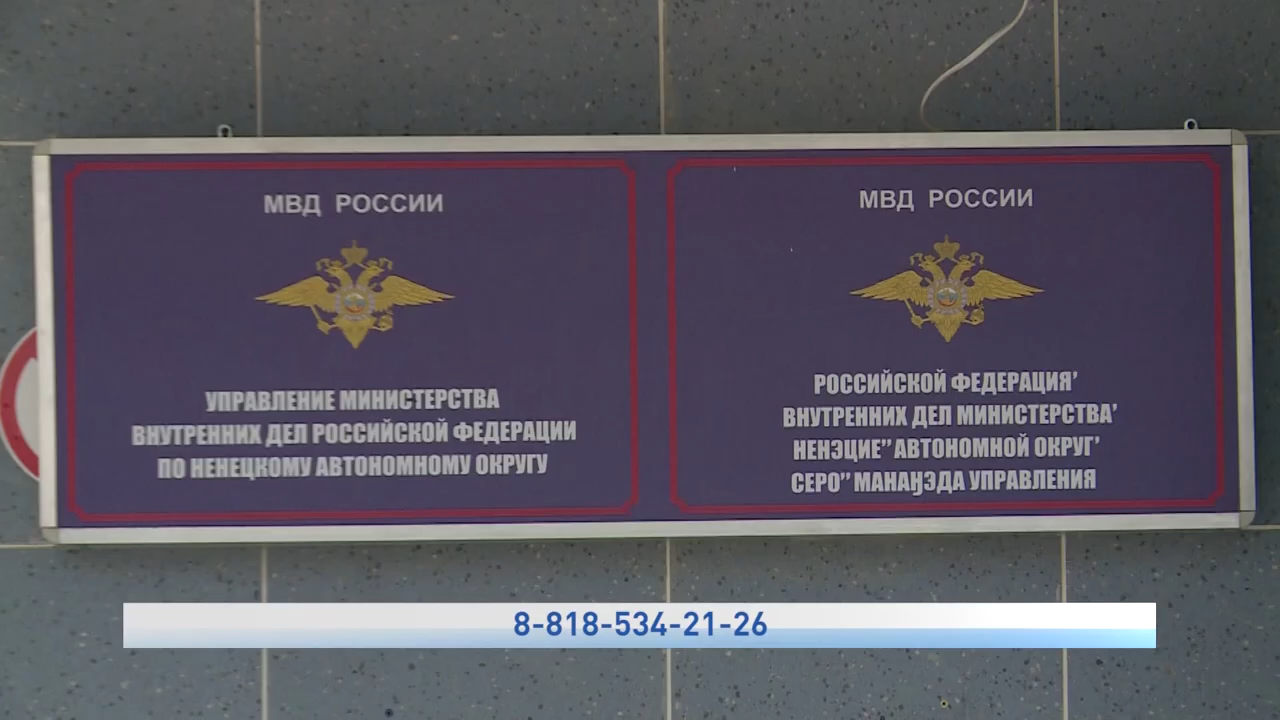 МВД РОССИИ
УПРАВЛЕНИЕ МИНИСТЕРСТВА
ВНУТРЕННИХ ДЕЛ РОССИЙСКОЙ ФЕДЕРАЦИИ
ПО НЕНЕЦКОМУ АВТОНОМНОМУ ОКРУГУ
МВД РОССИИ
РОССИЙСКОЙ ФЕДЕРАЦИЯ’
ВНУТРЕННИХ ДЕЛ МИНИСТЕРСТВА’
НЕНЭЦИЕ” АВТОНОМНОЙ ОКРУГ’
СЕРО” МАНАӇЭДА УПРАВЛЕНИЯ
8-818-534-21-26